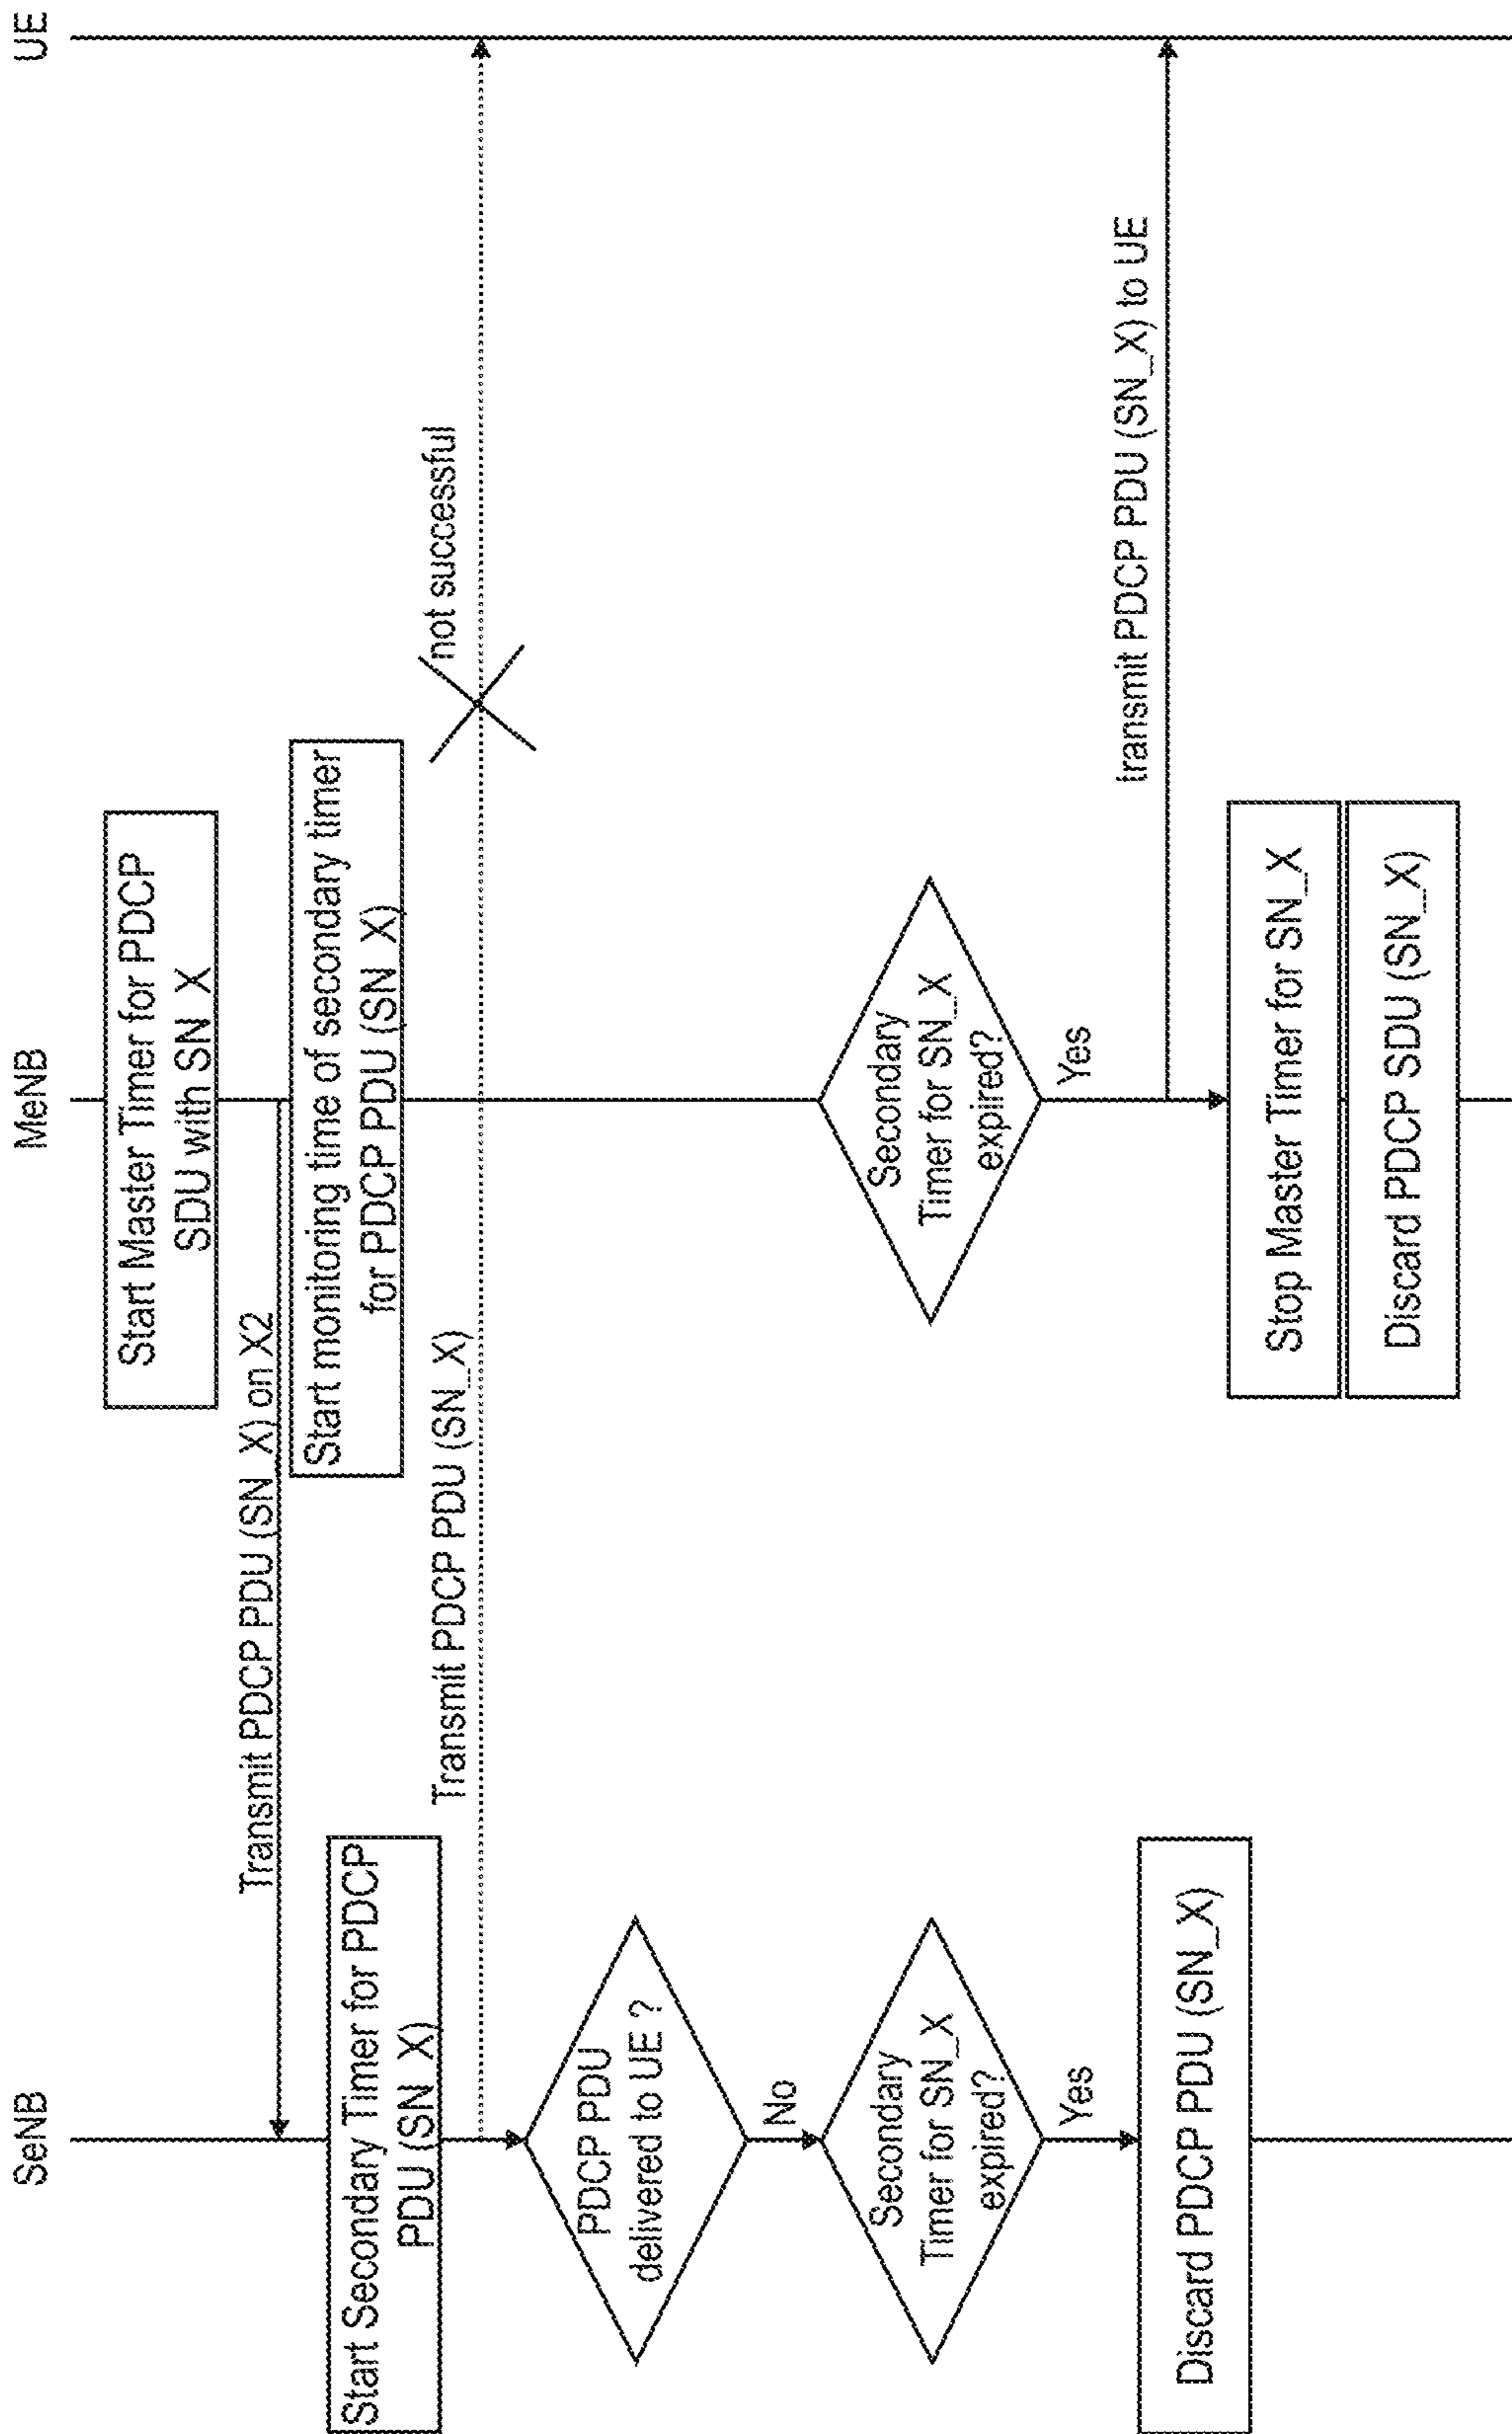 SeNB
MeNB
UE
Start Master Timer for PDCP
SDU with SN_X
Transmit PDCP PDU (SN_X) on X2
Start monitoring time of secondary timer
for PDCP PDU (SN_X)
Start Secondary Timer for PDCP
PDU (SN_X)
Transmit PDCP PDU (SN_X)
not successful
PDCP PDU
delivered to UE ?
No
Secondary
Timer for SN_X
expired?
Yes
Secondary
Timer for SN_X
expired?
Yes
transmit PDCP PDU (SN_X) to UE
Discard PDCP PDU (SN_X)
Stop Master Timer for SN_X
Discard PDCP SDU (SN_X)